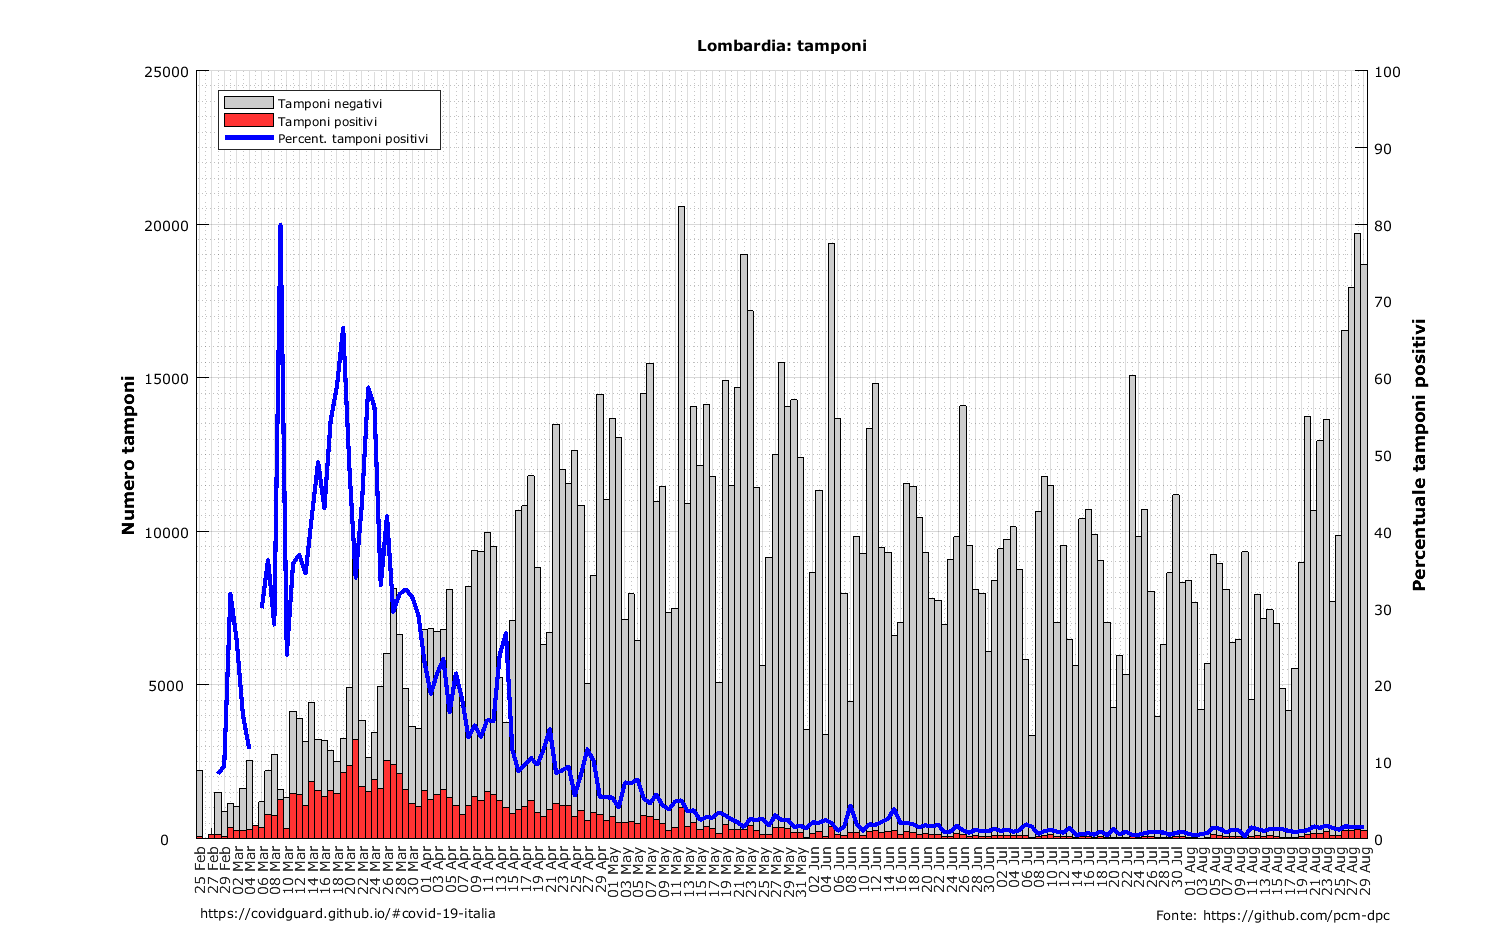 Lombardia: tamponi
25000
20000
15000
10000
5000
0
Numero tamponi
Tamponi negativi
Tamponi positivi
Percent. tamponi positivi
100
90
80
70
60
50
40
30
20
10
0
Percentuale tamponi positivi
25 Feb
27 Feb
29 Feb
02 Mar
04 Mar
06 Mar
08 Mar
10 Mar
12 Mar
14 Mar
16 Mar
18 Mar
20 Mar
22 Mar
24 Mar
26 Mar
28 Mar
30 Mar
01 Apr
03 Apr
05 Apr
07 Apr
09 Apr
11 Apr
13 Apr
15 Apr
17 Apr
19 Apr
21 Apr
23 Apr
25 Apr
27 Apr
29 Apr
01 May
03 May
05 May
07 May
09 May
11 May
13 May
15 May
17 May
19 May
21 May
23 May
25 May
27 May
29 May
31 May
02 Jun
04 Jun
06 Jun
08 Jun
10 Jun
12 Jun
14 Jun
16 Jun
18 Jun
20 Jun
22 Jun
24 Jun
26 Jun
28 Jun
30 Jun
02 Jul
04 Jul
06 Jul
08 Jul
10 Jul
12 Jul
14 Jul
16 Jul
18 Jul
20 Jul
22 Jul
24 Jul
26 Jul
28 Jul
30 Jul
01 Aug
03 Aug
05 Aug
07 Aug
09 Aug
11 Aug
13 Aug
15 Aug
17 Aug
19 Aug
21 Aug
23 Aug
25 Aug
27 Aug
29 Aug
https://covidguard.github.io/#covid-19-italia
Fonte: https://github.com/pcm-dpc